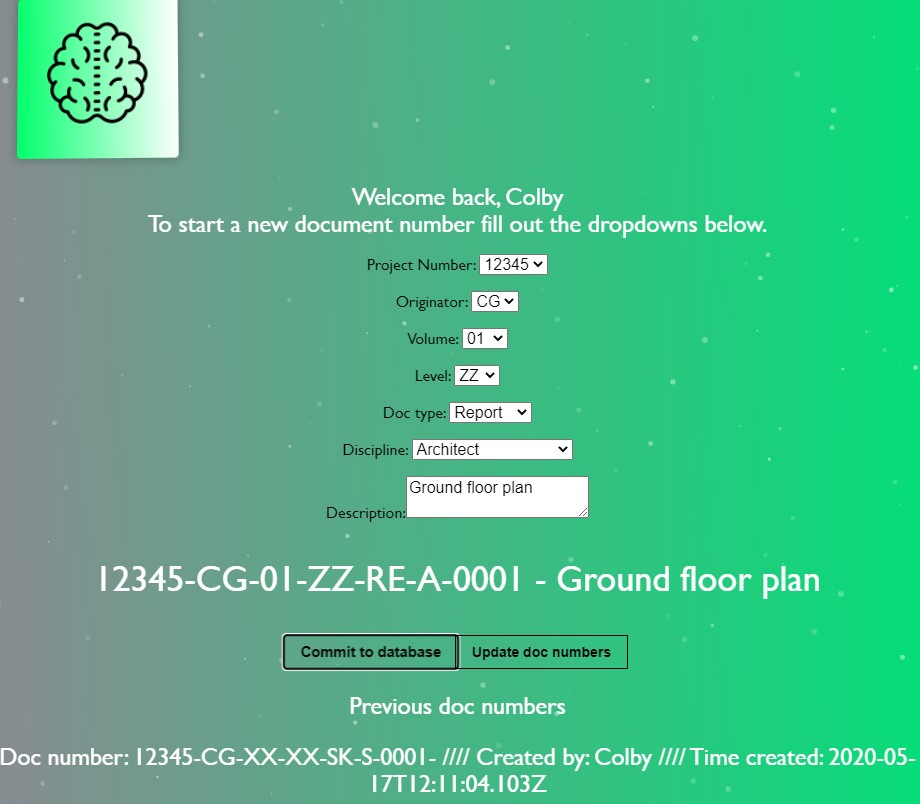 Welcome back, Colby
To start a new document number fill out the dropdowns below.
Project Number: 12345
Originator: CG
Volume: 01
Level: ZZ
Doc type: Report
Discipline: Architect
Description: Ground floor plan
12345-CG-01-ZZ-RE-A-0001 - Ground floor plan
Commit to database Update doc numbers
Previous doc numbers
Doc number: 12345-CG-XX-XX-SK-S-0001- //// Created by: Colby //// Time created: 2020-05-
17T12:11:04.103Z